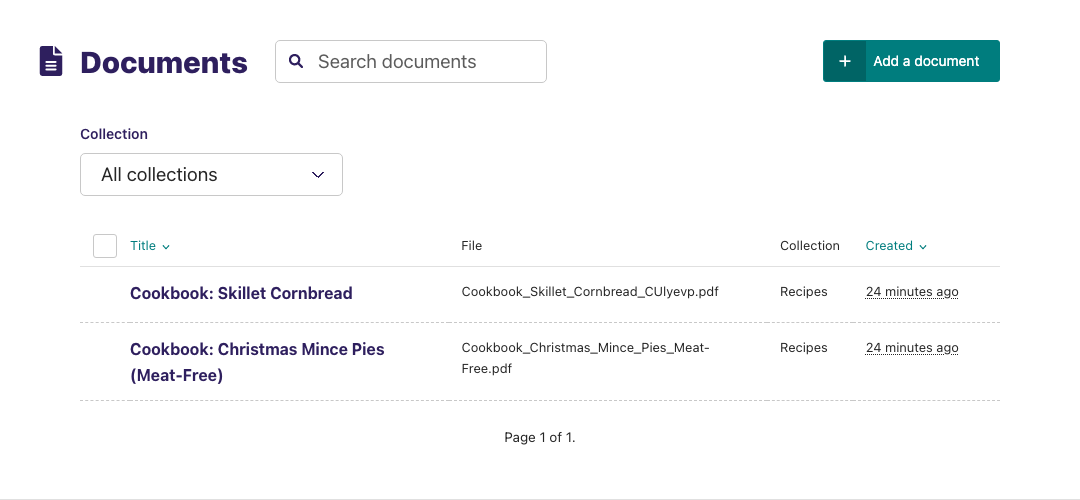 Documents
Search documents
+ Add a document
Collection
All collections
Title File Collection Created
Cookbook: Skillet Cornbread Cookbook_Skillet_Cornbread_CUlyevp.pdf Recipes 24 minutes ago
Cookbook: Christmas Mince Pies Cookbook_Christmas_Mince_Pies_Meat- Recipes 24 minutes ago
(Meat-Free) Free.pdf
Page 1 of 1.